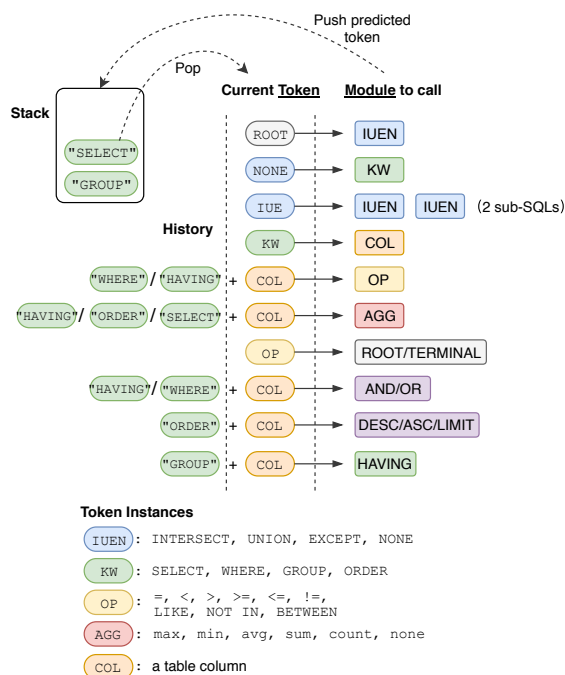 Push predicted
token
Pop
Current Token Module to call
Stack
"SELECT"
"GROUP"
ROOT IUEN
NONE KW
IUE IUEN IUEN (2 sub-SQLs)
History
KW COL
"WHERE"/"HAVING" + COL OP
"HAVING"/"ORDER"/"SELECT" + COL AGG
OP ROOT/TERMINAL
"HAVING"/"WHERE" + COL AND/OR
"ORDER" + COL DESC/ASC/LIMIT
"GROUP" + COL HAVING
Token Instances
IUEN : INTERSECT, UNION, EXCEPT, NONE
KW : SELECT, WHERE, GROUP, ORDER
OP : =, <, >, >=, <=, !=,
LIKE, NOT IN, BETWEEN
AGG : max, min, avg, sum, count, none
COL : a table column